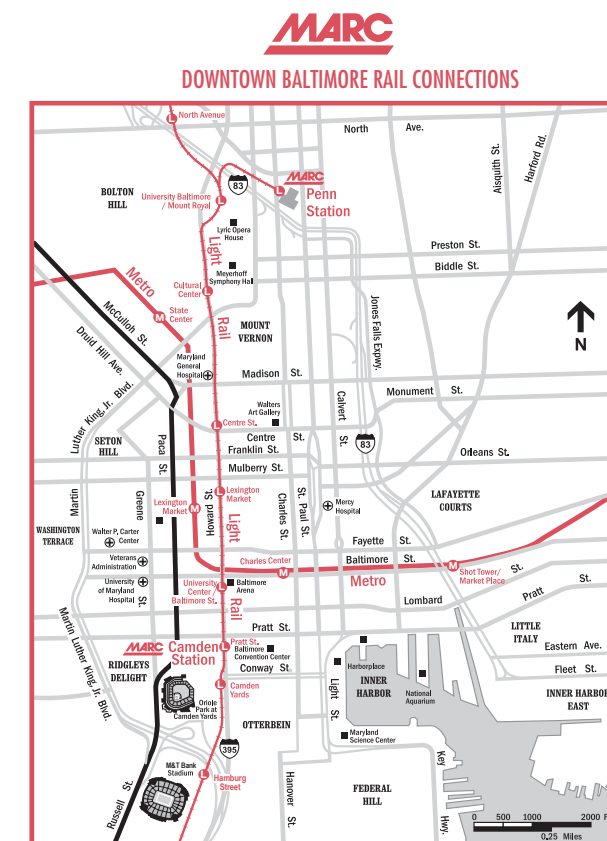 MARC
DOWNTOWN BALTIMORE RAIL CONNECTIONS
North Avenue
North Ave.
Aisquith St.
Harford Rd.
BOLTON
HILL
83
MARC
Penn
Station
University Baltimore
/ Mount Royal
Lyric Opera
House
Light
Preston St.
Biddle St.
Meyerhoff
Symphony Hal
Metro
Cultural
Center
State
Center
McCulloh St.
Druid Hill Ave.
Rail
MOUNT
VERNON
Jones Falls Expwy.
N
Maryland
General
Hospital
Madison St.
Luther King, Jr. Blvd.
Martin
Monument St.
Calvert St.
Walters
Art Gallery
Centre St.
Centre St.
83
SETON
HILL
Paca St.
Franklin St.
Orleans St.
Mulberry St.
Lexington
Market
Lexington
Market
Howard St.
Greene St.
Charles St.
St. Paul St.
Mercy
Hospital
LAFAYETTE
COURTS
WASHINGTON
TERRACE
Walter P, Carter
Center
Light
Fayette St.
Veterans
Administration
Charles Center
Baltimore St.
Metro
Shot Tower/
Market Place
University
of Maryland
Hospital
University
Center /
Baltimore St.
Baltimore
Arena
Rail
Lombard St.
Pratt St.
Martin Luther King, Jr. Blvd.
Pratt St.
LITTLE
ITALY
MARC Camden
Station
Pratt St.
Baltimore
Convention Center
Conway St.
Harborplace
Eastern Ave.
Fleet St.
RIDGLEYS
DELIGHT
Camden
Yards
Oriole
Park at
Camden Yards
Light St.
INNER
HARBOR
National
Aquarium
INNER HARBOR
EAST
OTTERBEIN
Maryland
Science Center
395
M&T Bank
Stadium
Hamburg
Street
Russell St.
Hanover St.
FEDERAL
HILL
Key Hwy.
0 500 1000 2000 F
0.25 Miles